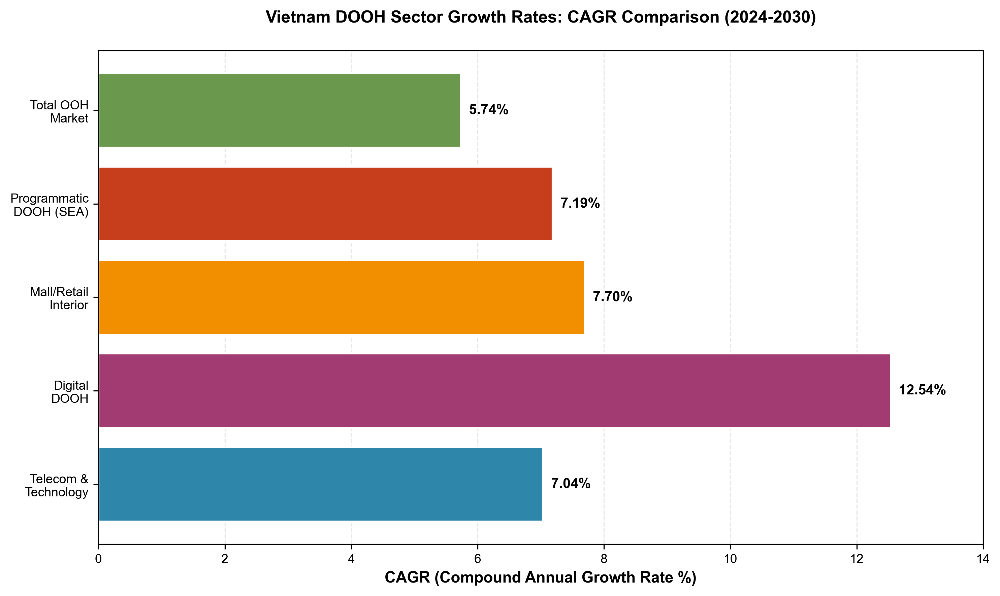 Vietnam DOOH Sector Growth Rates: CAGR Comparison (2024-2030)
Total OOH
Market
5.74%
Programmatic
DOOH (SEA)
7.19%
Mall/Retail
Interior
7.70%
Digital
DOOH
12.54%
Telecom &
Technology
7.04%
0 2 4 6 8 10 12 14
CAGR (Compound Annual Growth Rate %)